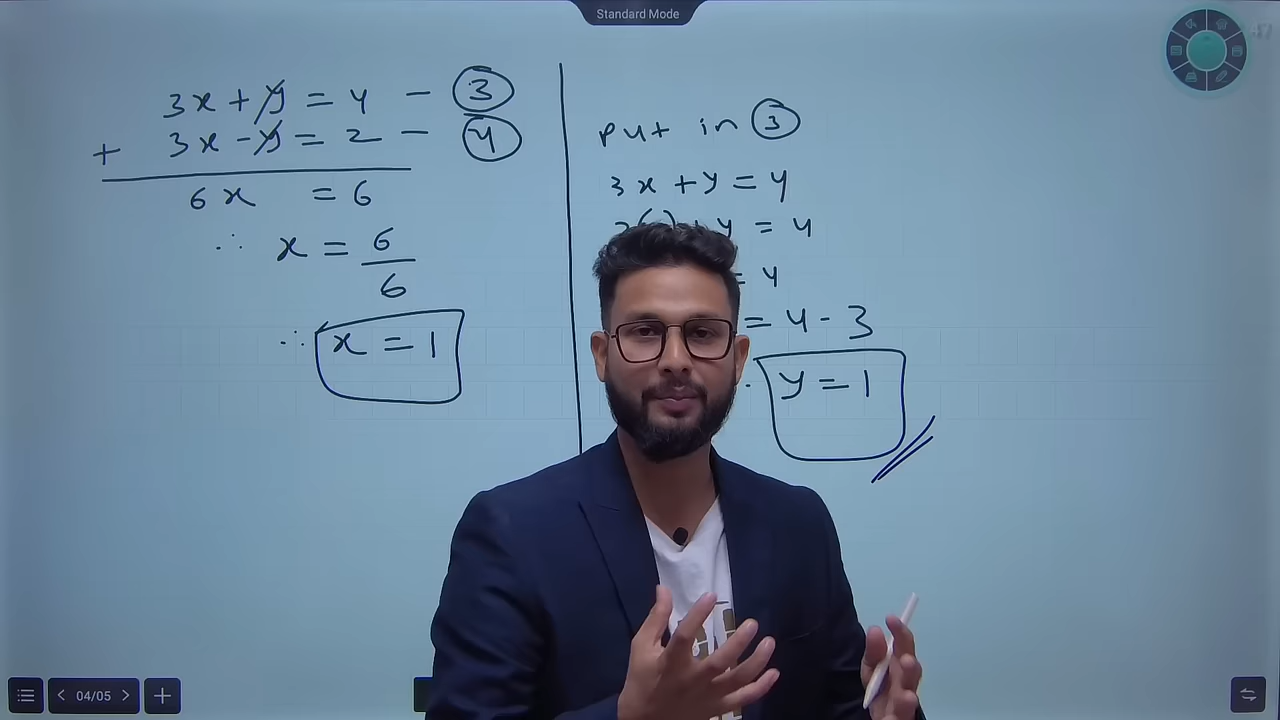 Standard Mode
3x + y = 4 - 3
+ 3x - y = 2 - 4
6x = 6
∴ x = 6/6
∴ x = 1
put in 3
3x + y = 4
y = 4
= 4
= 4 - 3
y = 1
04/05